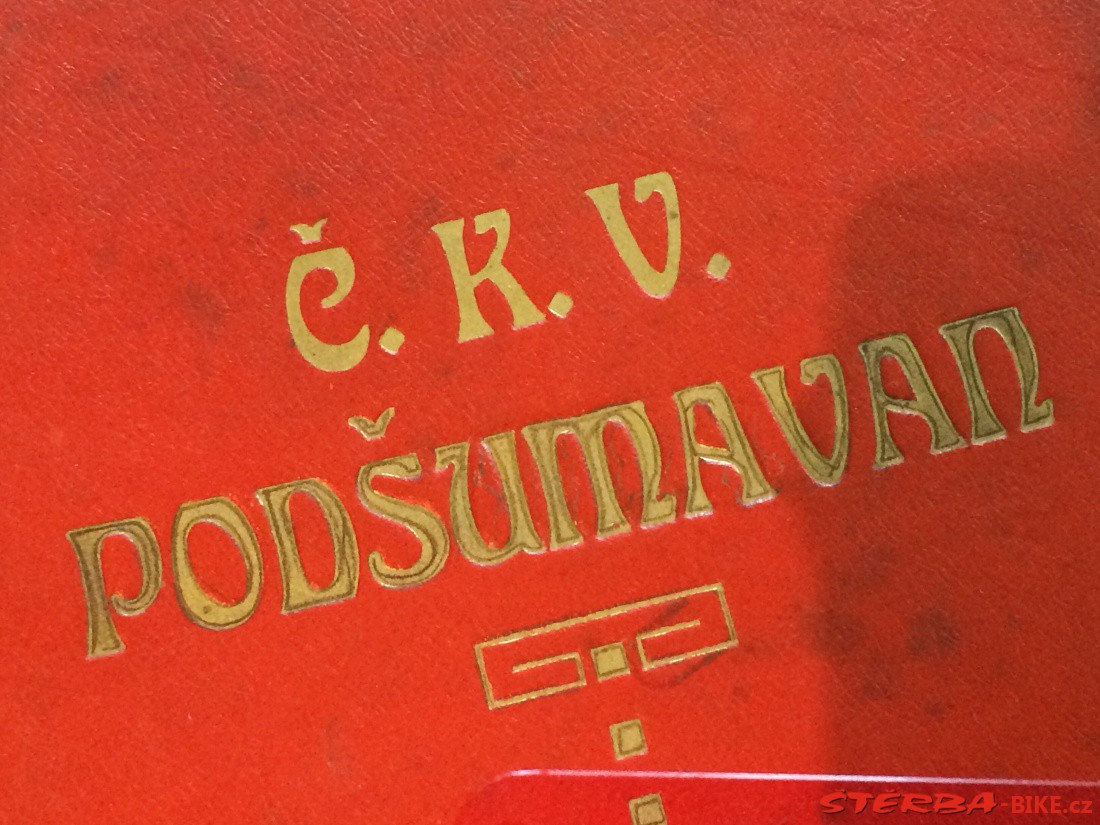 Č. K. V.
PODŠUMAVAN
ŠTĚRBA-BIKE.cz